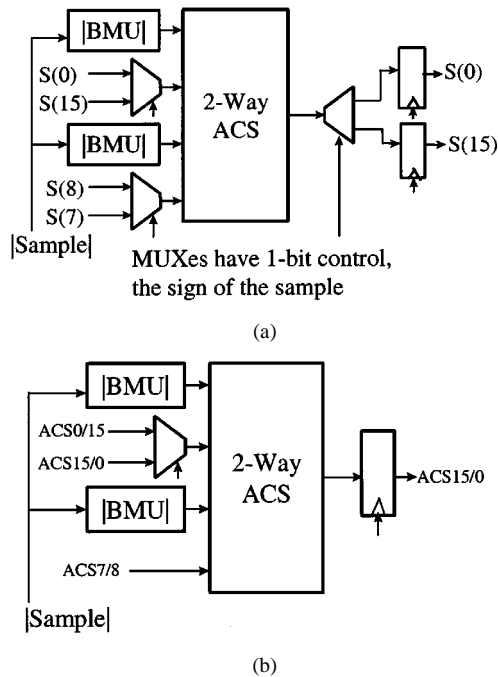 |BMU|
S(0)
S(15)
2-Way
ACS
S(0)
|BMU|
S(15)
S(8)
S(7)
|Sample|
MUXes have 1-bit control,
the sign of the sample
(a)
|BMU|
ACS0/15
ACS15/0
2-Way
ACS
ACS15/0
|BMU|
ACS7/8
|Sample|
(b)